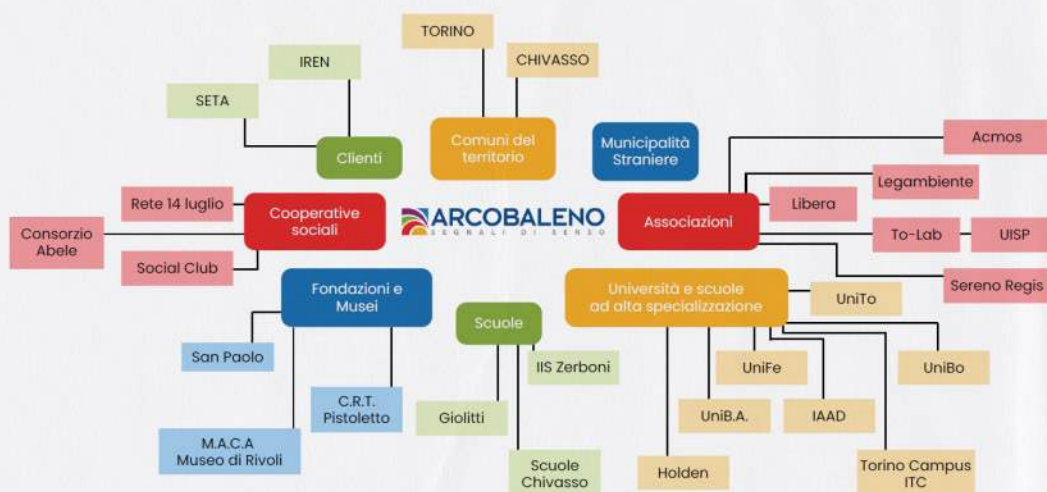 TORINO
CHIVASSO
IREN
SETA
Clienti
Comuni del
territorio
Municipalità
Straniere
Acmos
Legambiente
Libera
Rete 14 luglio
Cooperative
sociali
ARCOBALENO
SEGNALI DI SENSO
Associazioni
Consorzio
Abele
To-Lab
UISP
Social Club
Sereno Regis
Fondazioni e
Musei
Università e scuole
ad alta specializzazione
UniTo
Scuole
San Paolo
IIS Zerboni
UniFe
UniBo
C.R.T.
Pistoletto
Giolitti
UniB.A.
IAAD
M.A.C.A
Museo di Rivoli
Scuole
Chivasso
Holden
Torino Campus
ITC